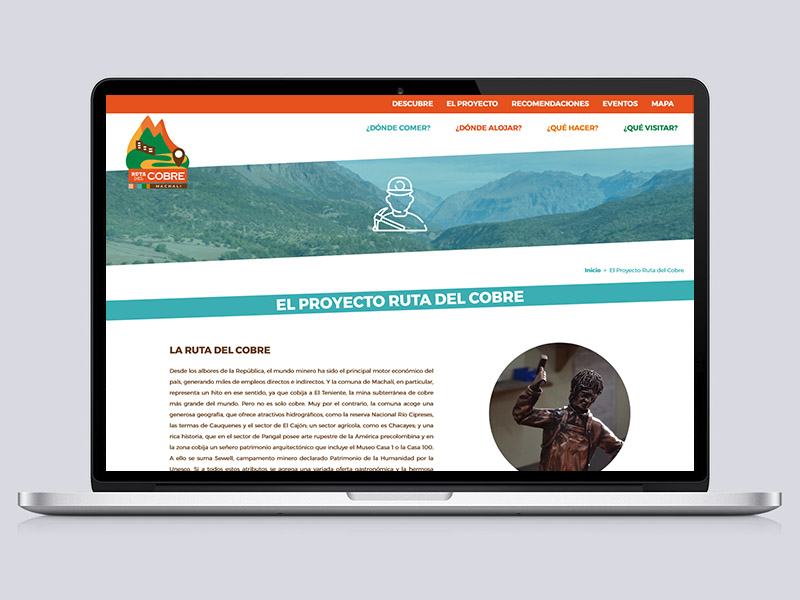 DESCUBRE EL PROYECTO RECOMENDACIONES EVENTOS MAPA
¿DÓNDE COMER? ¿DÓNDE ALOJAR? ¿QUÉ HACER? ¿QUÉ VISITAR?
RUTA DEL COBRE
MACHALÍ
Inicio » El Proyecto Ruta del Cobre
EL PROYECTO RUTA DEL COBRE
LA RUTA DEL COBRE
Desde los albores de la República, el mundo minero ha sido el principal motor económico del
país, generando miles de empleos directos e indirectos. Y la comuna de Machalí, en particular,
representa un hito en ese sentido, ya que cobija a El Teniente, la mina subterránea de cobre
más grande del mundo. Pero no es solo cobre. Muy por el contrario, la comuna acoge una
generosa geografía, que ofrece atractivos hidrográficos, como la reserva Nacional Río Cipreses,
las termas de Cauquenes y el sector de El Cajón; un sector agrícola, como es Chacayes; y una
rica historia, que en el sector de Pangal posee arte rupestre de la América precolombina y en
la zona cobija un señero patrimonio arquitectónico que incluye el Museo Casa 1 o la Casa 100.
A ello se suma Sewell, campamento minero declarado Patrimonio de la Humanidad por la
Unesco. Si a todos estos atributos se agrega una variada oferta gastronómica y la hermosa